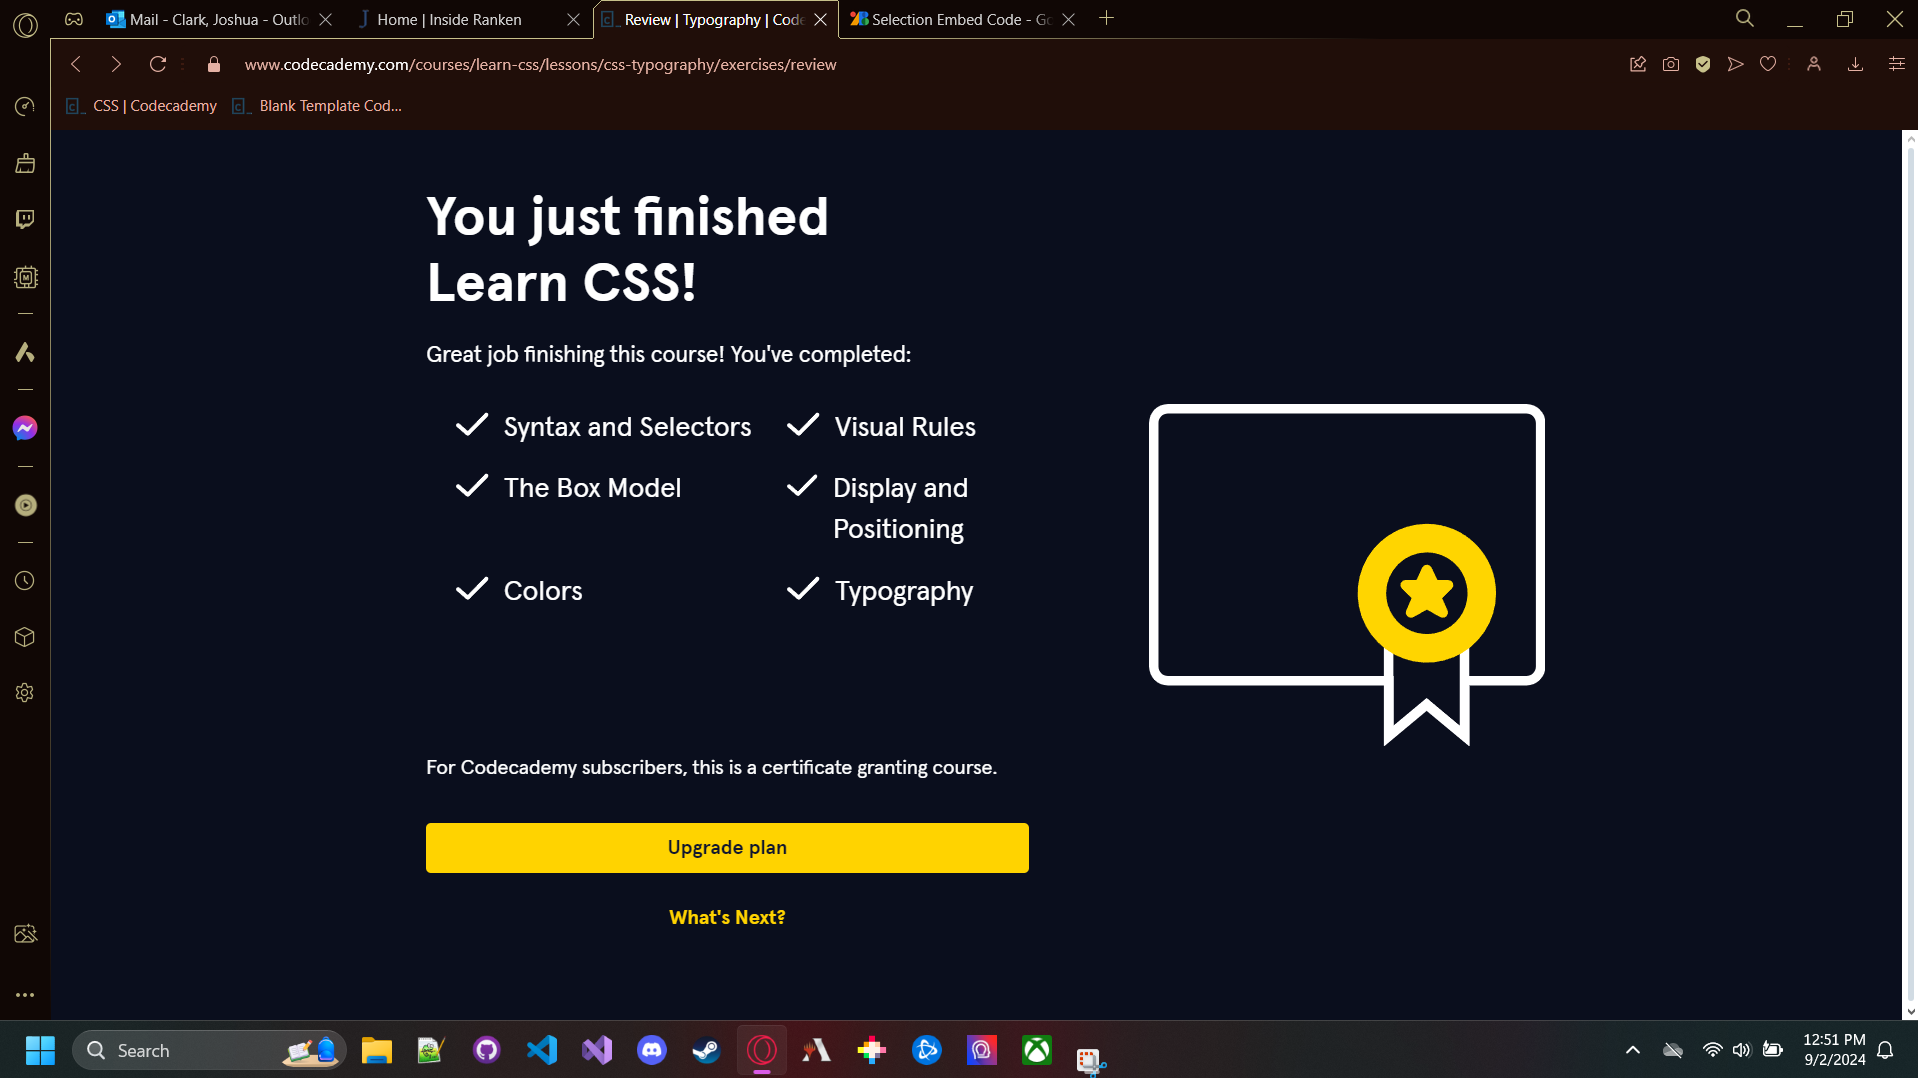 Mail - Clark, Joshua - Outlo
Home | Inside Ranken
Review | Typography | Code
Selection Embed Code - Go
www.codecademy.com/courses/learn-css/lessons/css-typography/exercises/review
CSS | Codecademy
Blank Template Cod...
You just finished
Learn CSS!
Great job finishing this course! You've completed:
Syntax and Selectors
Visual Rules
The Box Model
Display and
Positioning
Colors
Typography
For Codecademy subscribers, this is a certificate granting course.
Upgrade plan
What's Next?
Search
12:51 PM
9/2/2024